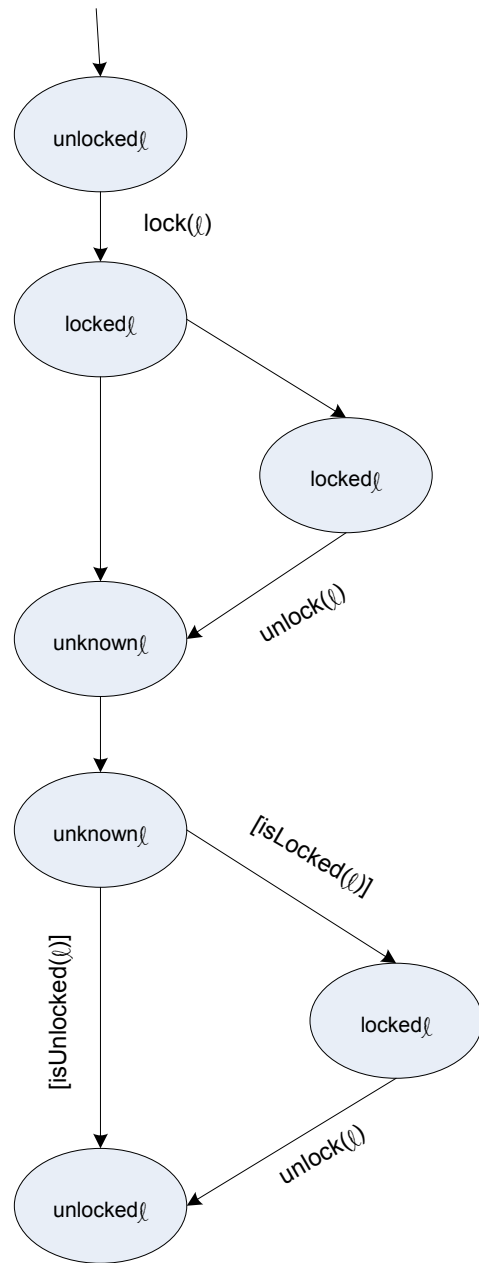 unlockedℓ
lock(ℓ)
lockedℓ
lockedℓ
unlock(ℓ)
unknownℓ
unknownℓ
[isLocked(ℓ)]
[isUnlocked(ℓ)]
lockedℓ
unlock(ℓ)
unlockedℓ